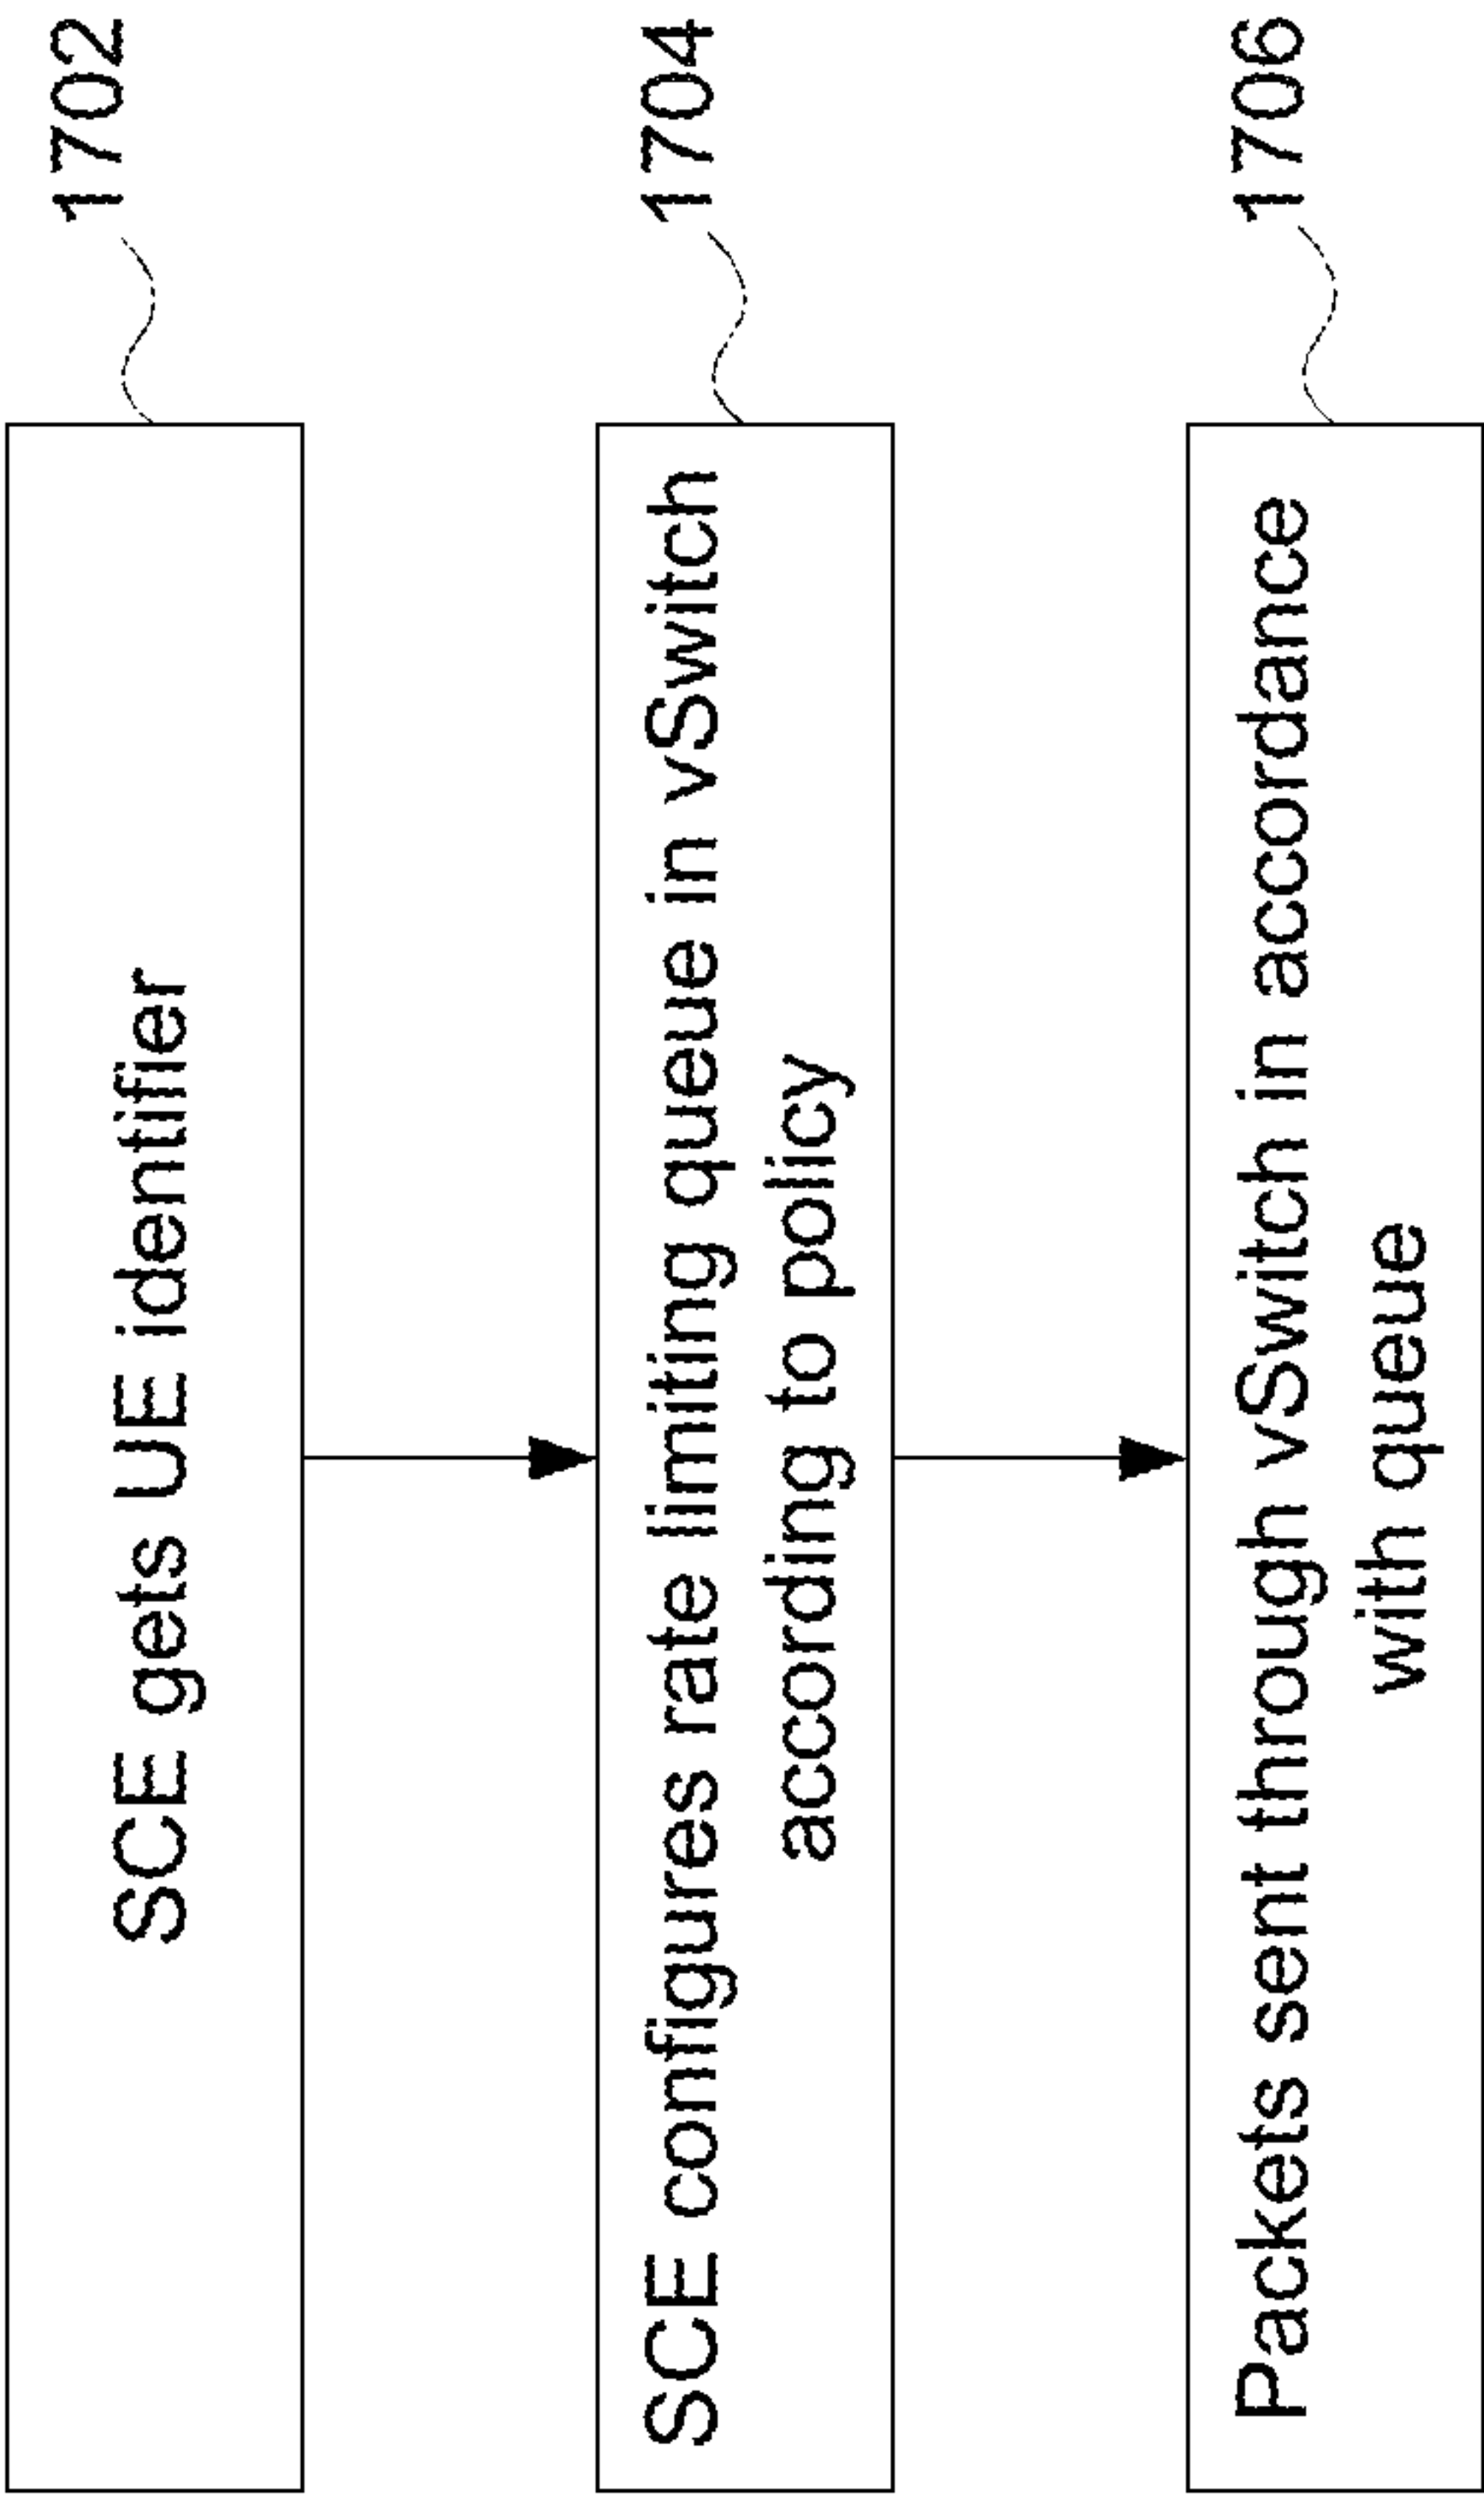 1702
SCE gets UE identifier
1704
SCE configures rate limiting queue in vSwitch
according to policy
1706
Packets sent through vSwitch in accordance
with queue